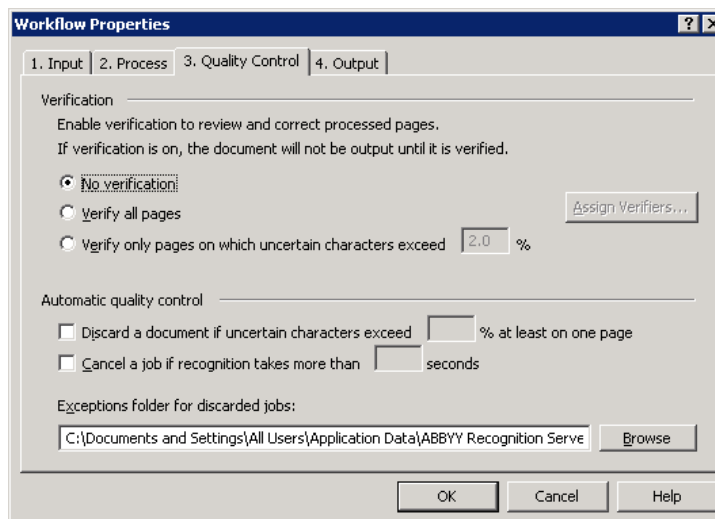 Workflow Properties
1. Input 2. Process 3. Quality Control 4. Output
Verification
Enable verification to review and correct processed pages.
If verification is on, the document will not be output until it is verified.
No verification
Verify all pages
Assign Verifiers...
Verify only pages on which uncertain characters exceed 2.0 %
Automatic quality control
Discard a document if uncertain characters exceed % at least on one page
Cancel a job if recognition takes more than seconds
Exceptions folder for discarded jobs:
C:\Documents and Settings\All Users\Application Data\ABBYY Recognition Serve Browse
OK Cancel Help